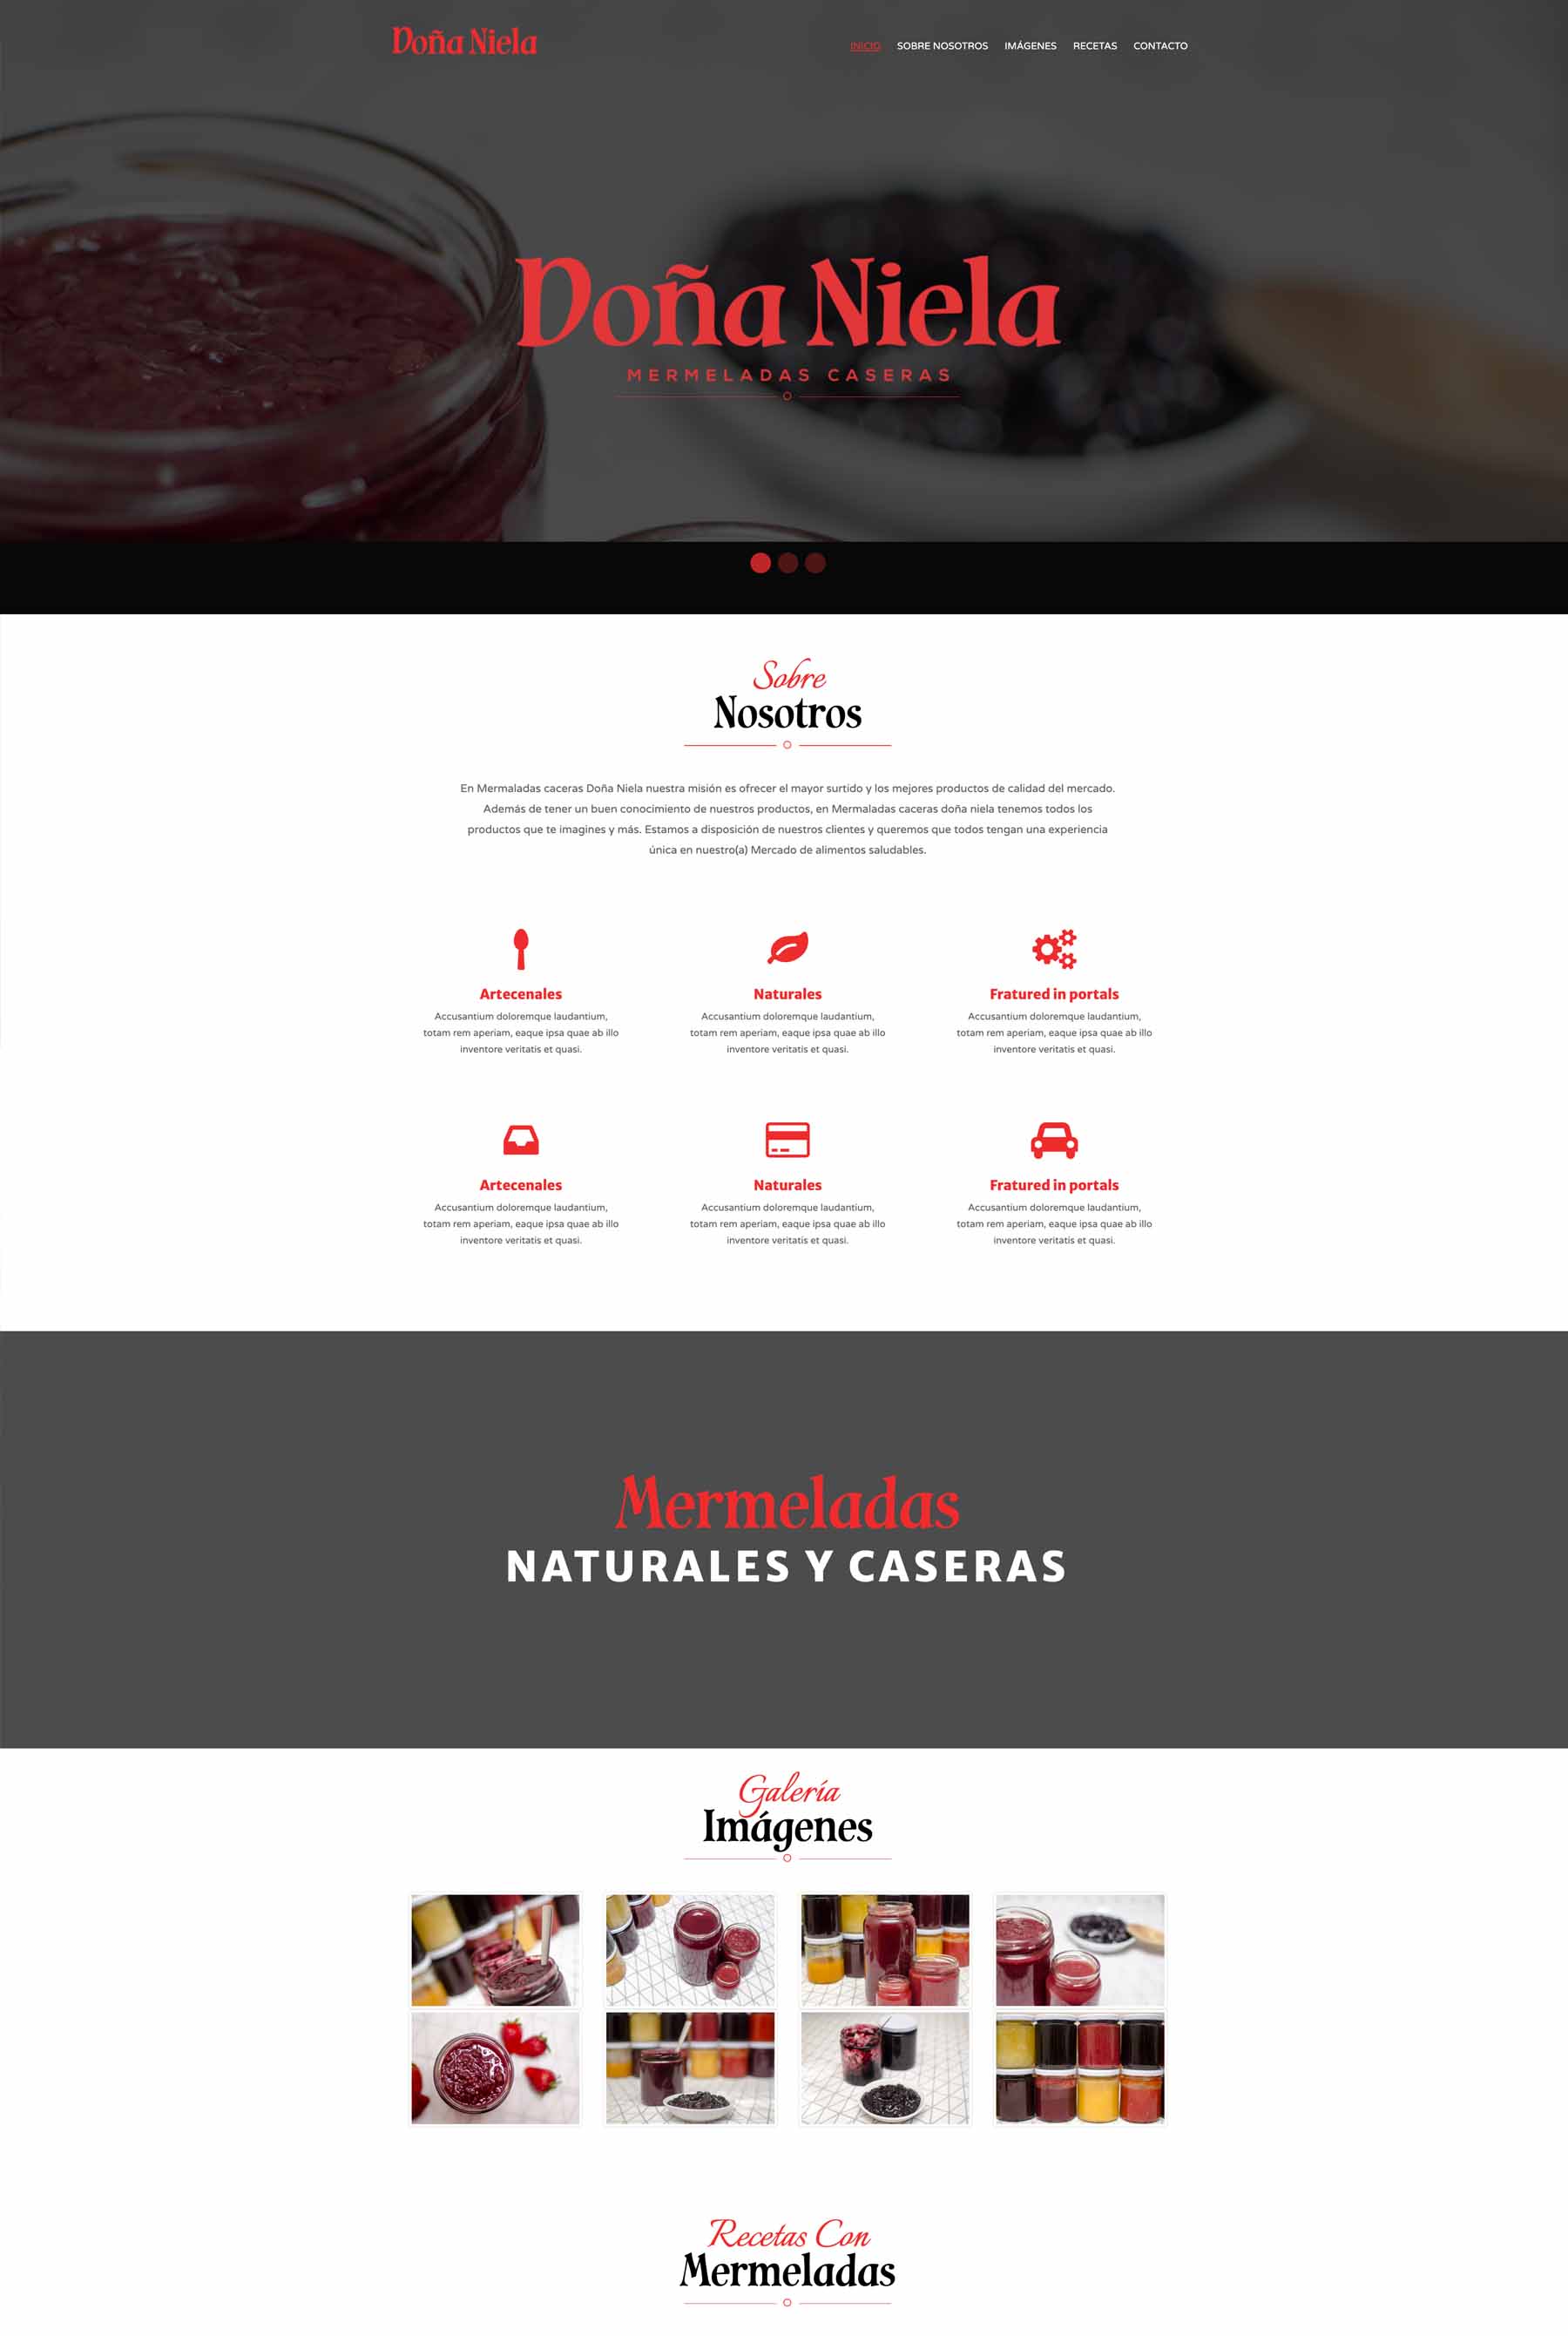 Doña Niela
INICIO SOBRE NOSOTROS IMÁGENES RECETAS CONTACTO
Doña Niela
MERMELADAS CASERAS
Sobre
Nosotros
En Mermaladas caceras Doña Niela nuestra misión es ofrecer el mayor surtido y los mejores productos de calidad del mercado.
Además de tener un buen conocimiento de nuestros productos, en Mermaladas caceras doña niela tenemos todos los
productos que te imagines y más. Estamos a disposición de nuestros clientes y queremos que todos tengan una experiencia
única en nuestro(a) Mercado de alimentos saludables.
Artecenales
Accusantium doloremque laudantium,
totam rem aperiam, eaque ipsa quae ab illo
inventore veritatis et quasi.
Naturales
Accusantium doloremque laudantium,
totam rem aperiam, eaque ipsa quae ab illo
inventore veritatis et quasi.
Fratured in portals
Accusantium doloremque laudantium,
totam rem aperiam, eaque ipsa quae ab illo
inventore veritatis et quasi.
Artecenales
Accusantium doloremque laudantium,
totam rem aperiam, eaque ipsa quae ab illo
inventore veritatis et quasi.
Naturales
Accusantium doloremque laudantium,
totam rem aperiam, eaque ipsa quae ab illo
inventore veritatis et quasi.
Fratured in portals
Accusantium doloremque laudantium,
totam rem aperiam, eaque ipsa quae ab illo
inventore veritatis et quasi.
Mermeladas
NATURALES Y CASERAS
Galería
Imágenes
Recetas Con
Mermeladas